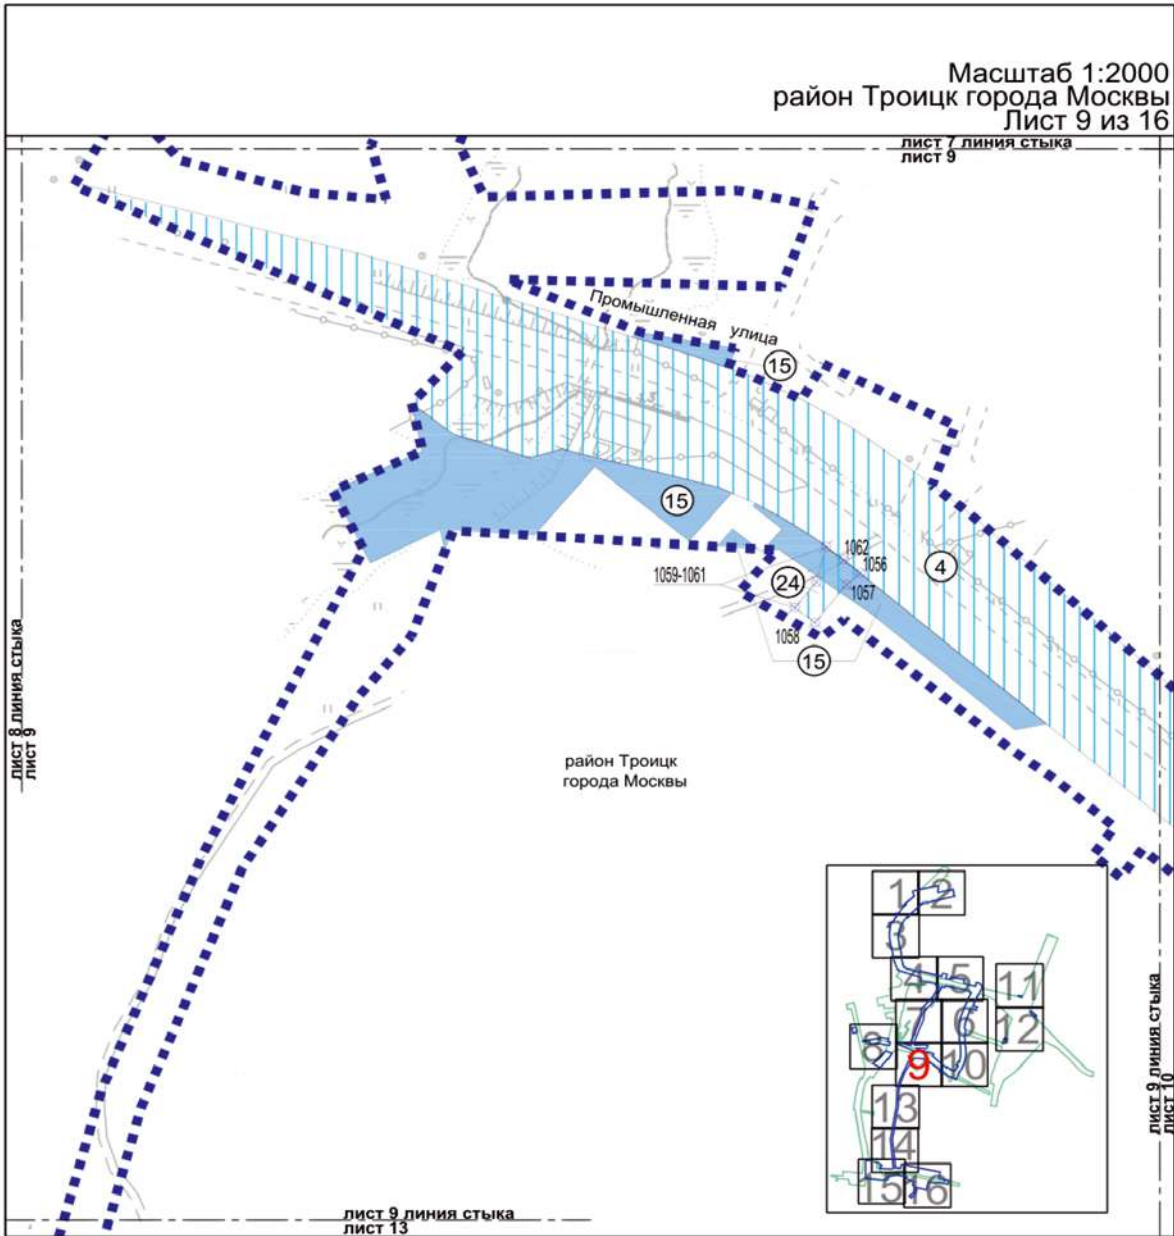 Масштаб 1:2000
район Троицк города Москвы
Лист 9 из 16
лист 7 линия стыка
лист 9
Промышленная улица
15
15
4
1062
1056
1059-1061
24
1057
1058
15
лист 8 линия стыка
лист 9
район Троицк
города Москвы
1 2
3
4 5
11
7 6
12
8
9 10
13
14
15 16
лист 9 линия стыка
лист 10
лист 9 линия стыка
лист 13